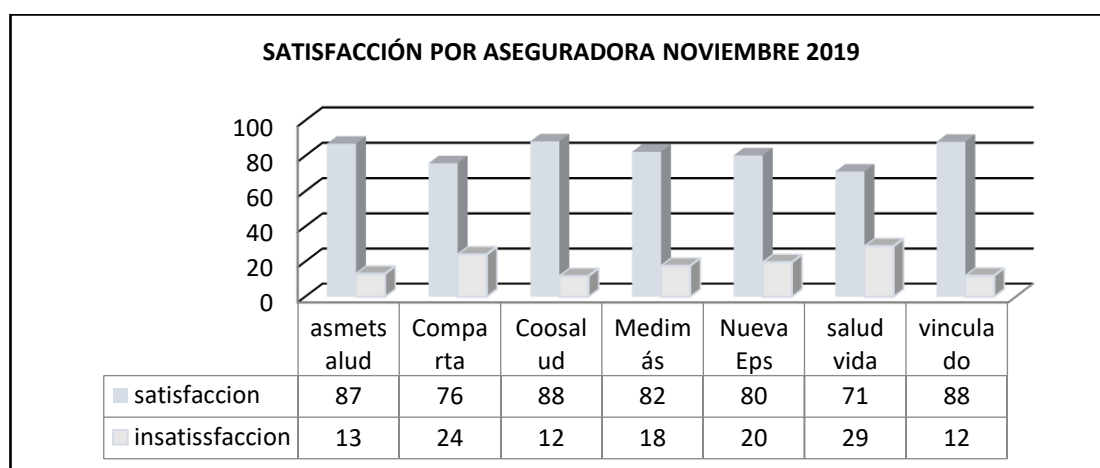 SATISFACCIÓN POR ASEGURADORA NOVIEMBRE 2019
100
80
60
40
20
0
asmets Compa Coosal Medim Nueva salud vincula
alud rta ud ás Eps vida do
satisfaccion 87 76 88 82 80 71 88
insatissfaccion 13 24 12 18 20 29 12